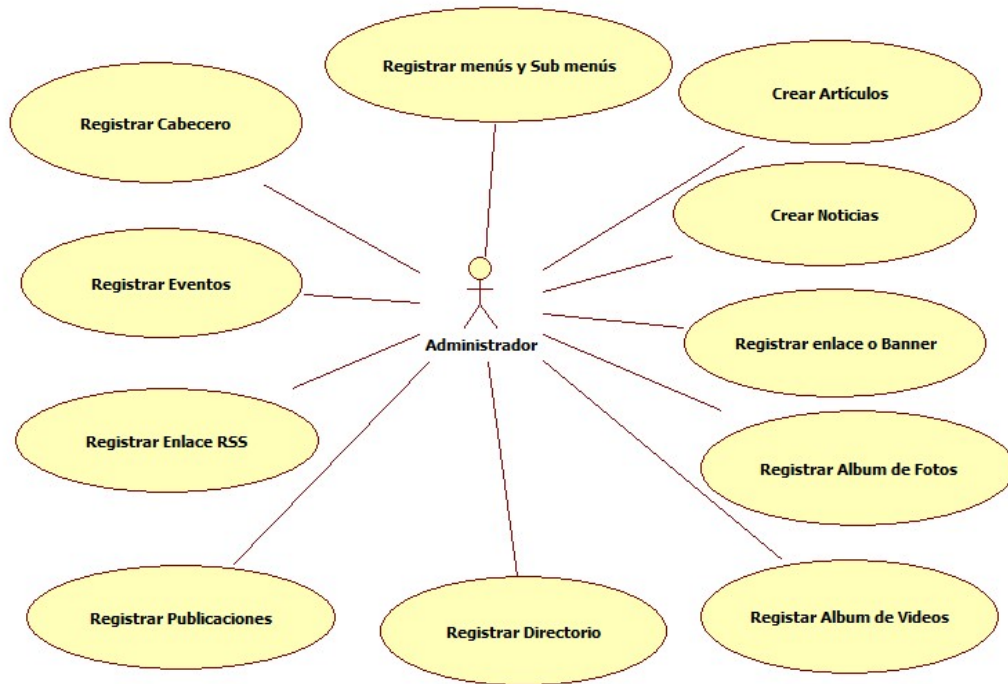 Registrar menús y Sub menús
Crear Artículos
Registrar Cabecero
Crear Noticias
Registrar Eventos
Administrador
Registrar enlace o Banner
Registrar Enlace RSS
Registrar Album de Fotos
Registrar Publicaciones
Registrar Directorio
Registar Album de Videos